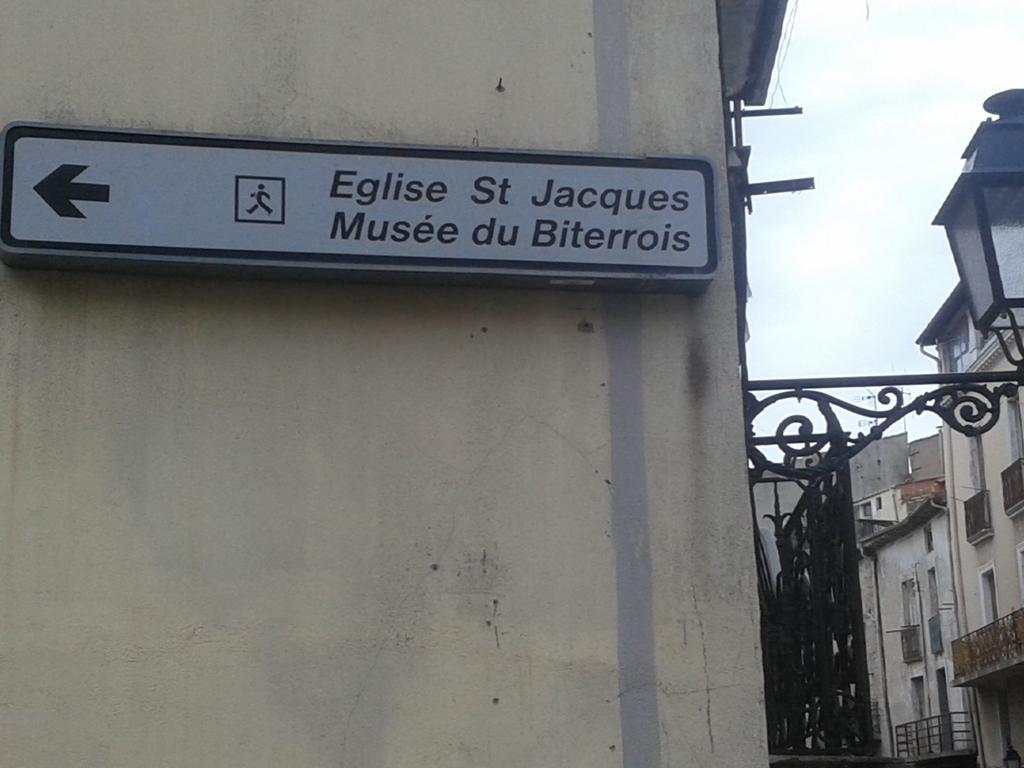 Eglise St Jacques
Musée du Biterrois